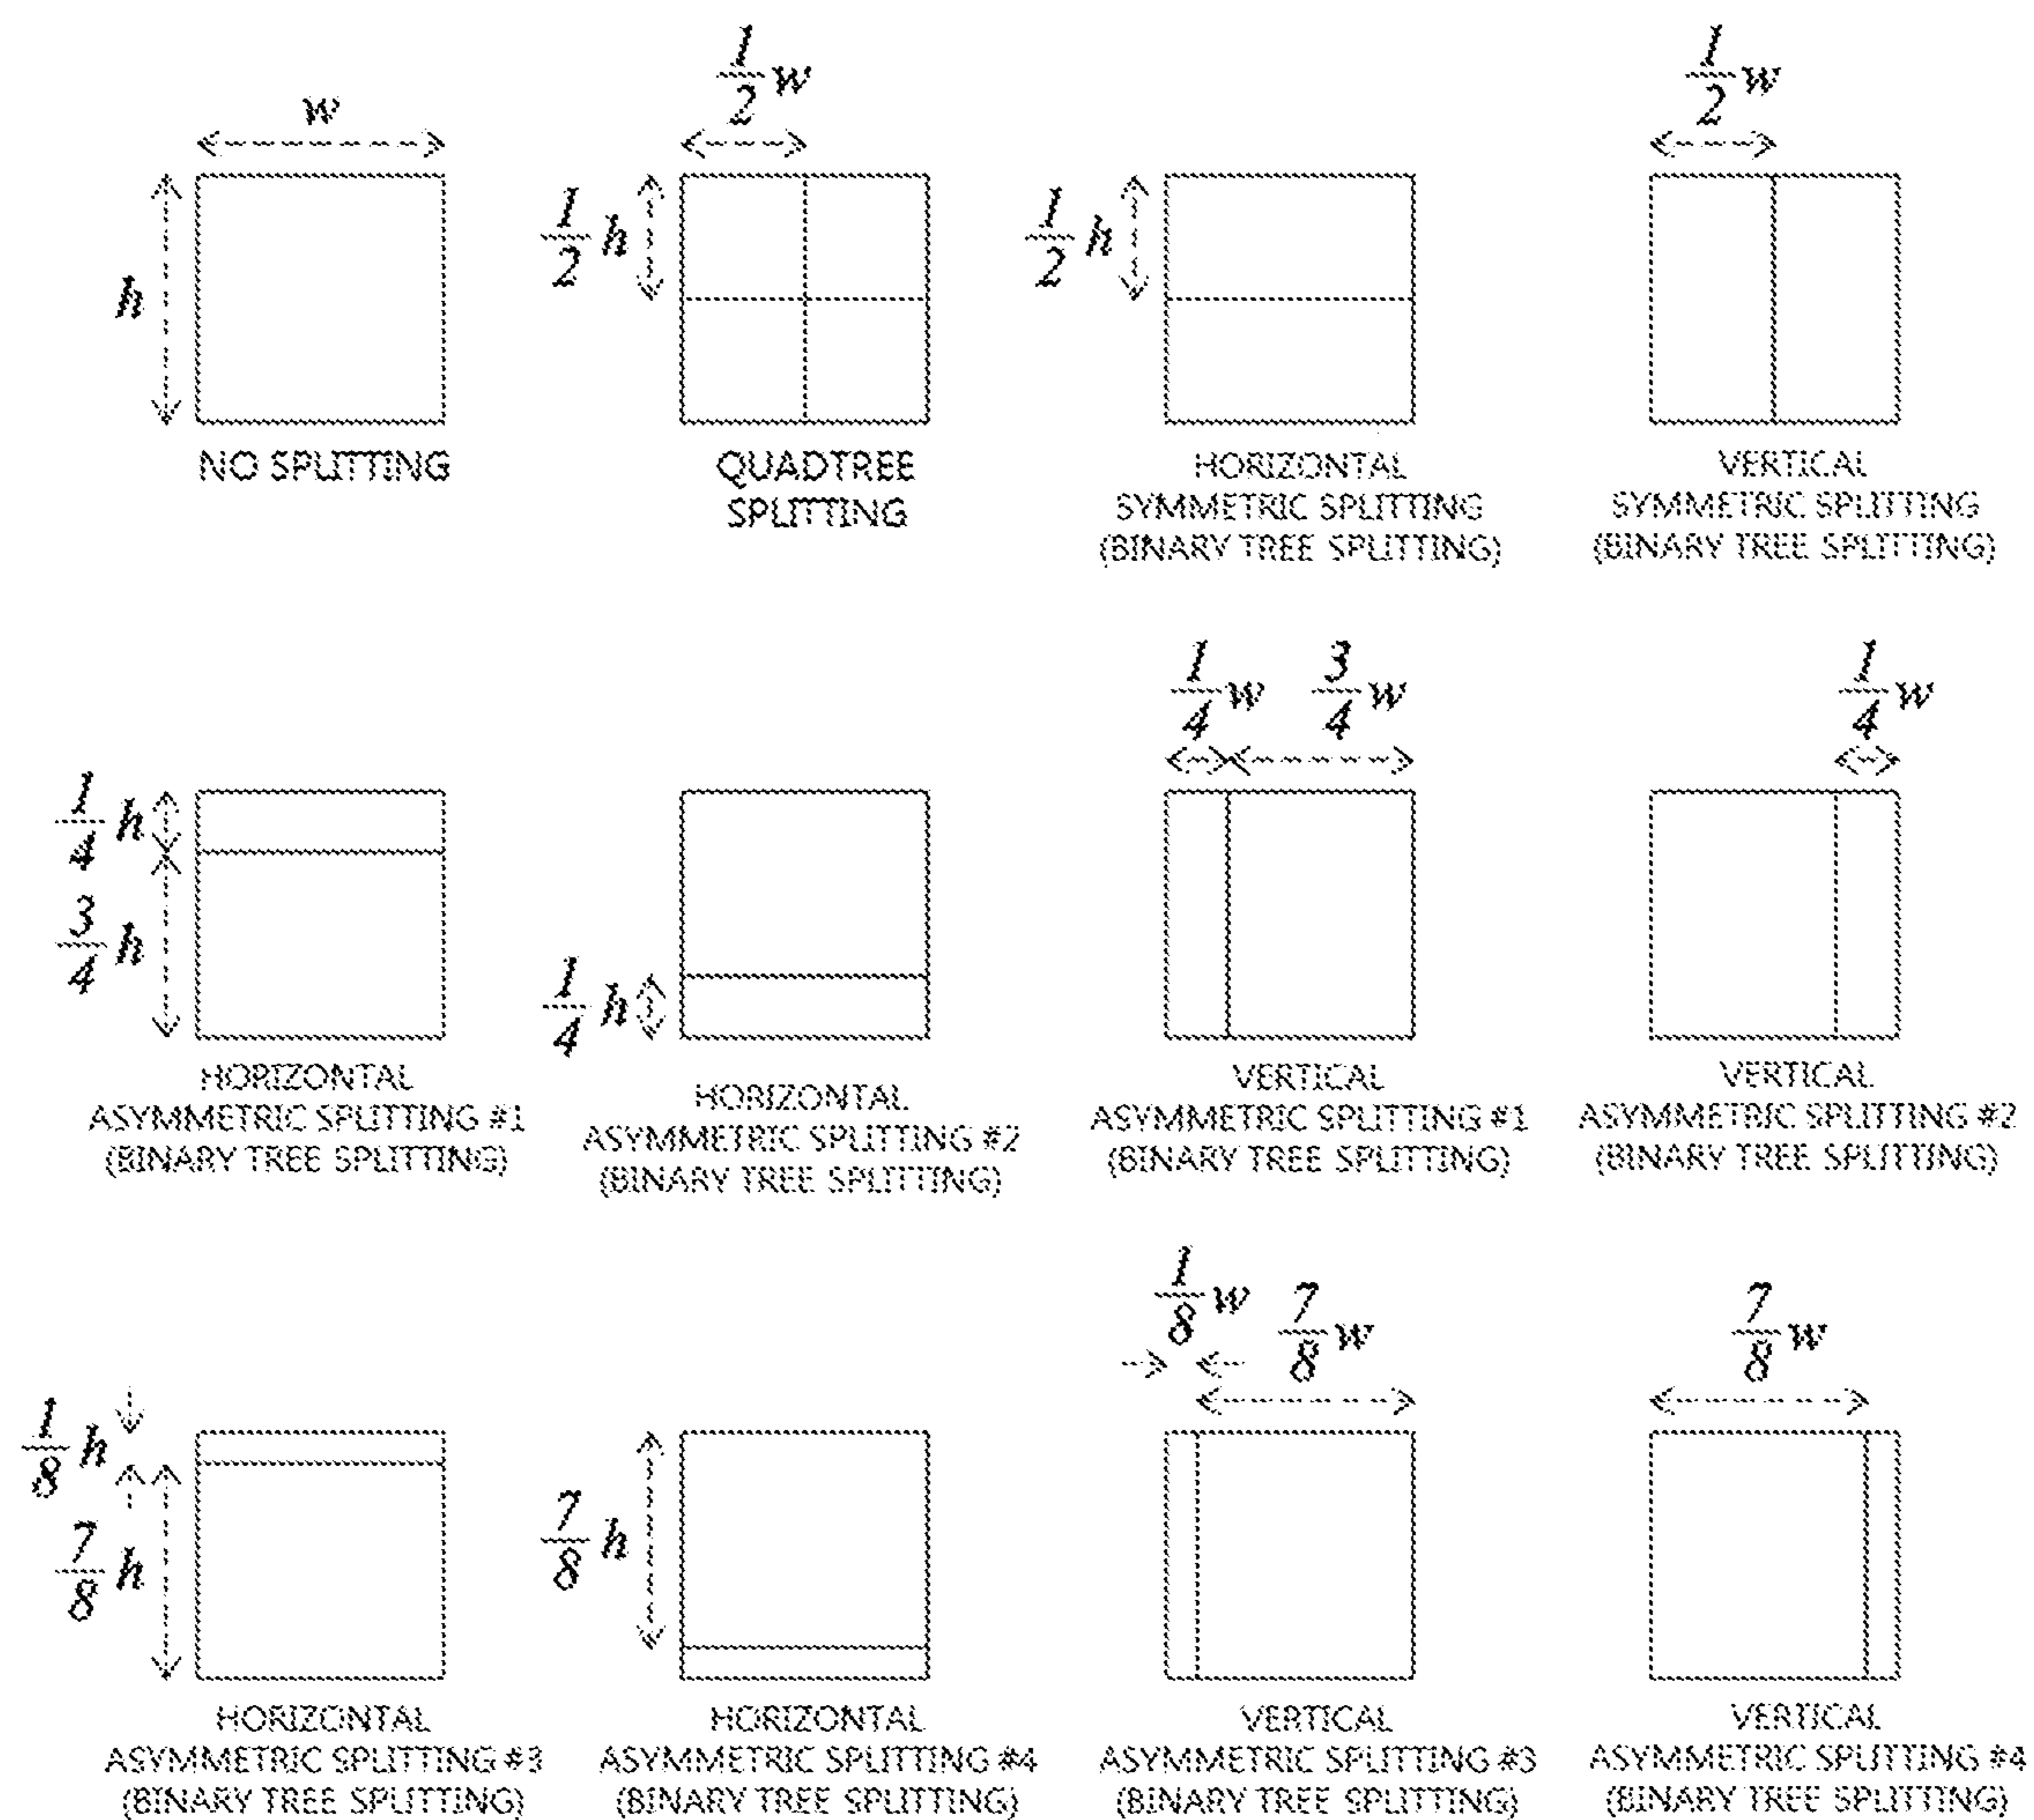 w
h
NO SPLITTING
1/2 w
1/2 h
QUADTREE
SPLITTING
1/2 h
HORIZONTAL
SYMMETRIC SPLITTING
(BINARY TREE SPLITTING)
1/2 w
VERTICAL
SYMMETRIC SPLITTING
(BINARY TREE SPLITTING)
1/4 h
3/4 h
HORIZONTAL
ASYMMETRIC SPLITTING #1
(BINARY TREE SPLITTING)
1/4 h
HORIZONTAL
ASYMMETRIC SPLITTING #2
(BINARY TREE SPLITTING)
1/4 w 3/4 w
VERTICAL
ASYMMETRIC SPLITTING #1
(BINARY TREE SPLITTING)
1/4 w
VERTICAL
ASYMMETRIC SPLITTING #2
(BINARY TREE SPLITTING)
1/8 h
7/8 h
HORIZONTAL
ASYMMETRIC SPLITTING #3
(BINARY TREE SPLITTING)
7/8 h
HORIZONTAL
ASYMMETRIC SPLITTING #4
(BINARY TREE SPLITTING)
1/8 w 7/8 w
VERTICAL
ASYMMETRIC SPLITTING #3
(BINARY TREE SPLITTING)
7/8 w
VERTICAL
ASYMMETRIC SPLITTING #4
(BINARY TREE SPLITTING)